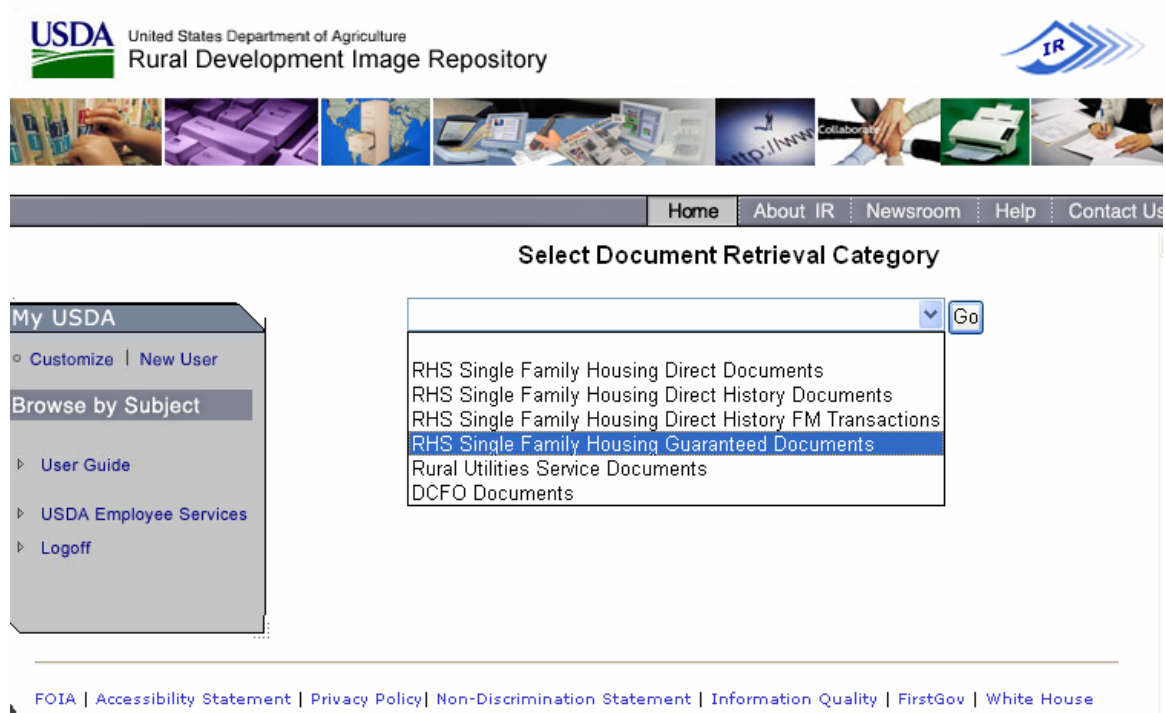 USDA
United States Department of Agriculture
Rural Development Image Repository
IR
http://www
Collaborate
Home About IR Newsroom Help Contact Us
Select Document Retrieval Category
Go
My USDA
Customize | New User
Browse by Subject
User Guide
USDA Employee Services
Logoff
RHS Single Family Housing Direct Documents
RHS Single Family Housing Direct History Documents
RHS Single Family Housing Direct History FM Transactions
RHS Single Family Housing Guaranteed Documents
Rural Utilities Service Documents
DCFO Documents
FOIA | Accessibility Statement | Privacy Policy| Non-Discrimination Statement | Information Quality | FirstGov | White House